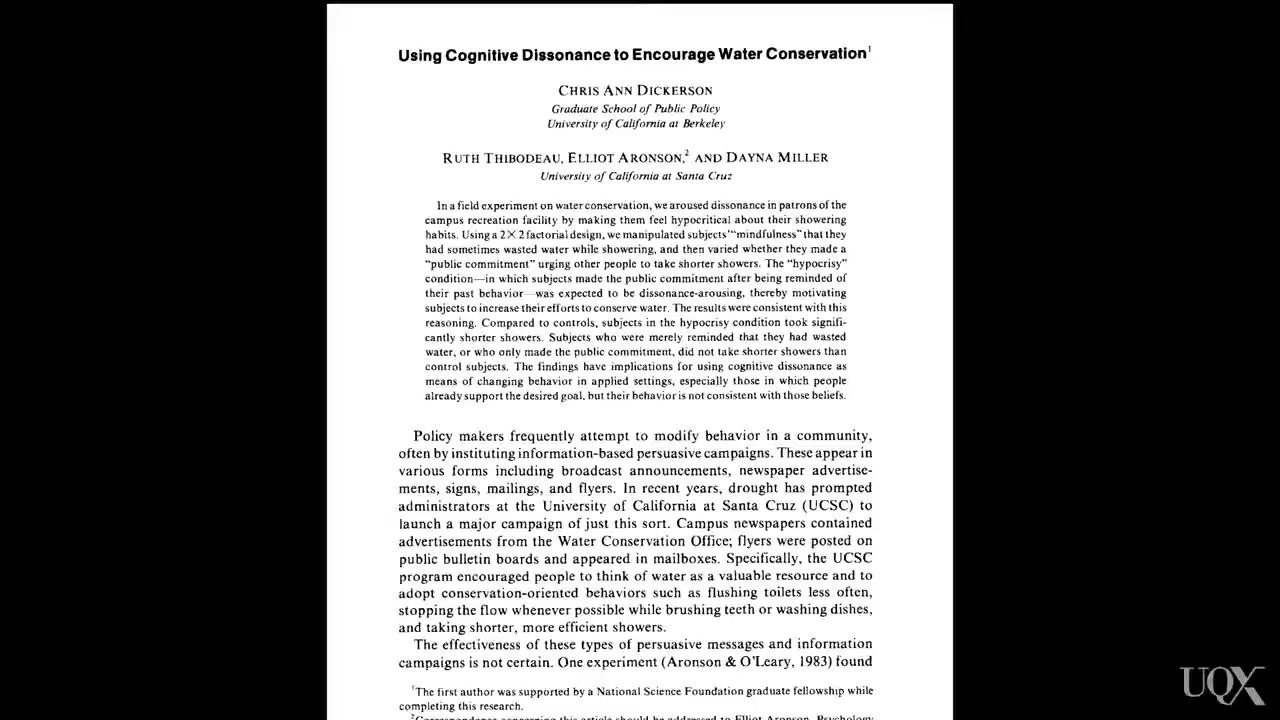 Using Cognitive Dissonance to Encourage Water Conservation¹
CHRIS ANN DICKERSON
Graduate School of Public Policy
University of California at Berkeley
RUTH THIBODEAU, ELLIOT ARONSON,² AND DAYNA MILLER
University of California at Santa Cruz
In a field experiment on water conservation, we aroused dissonance in patrons of the
campus recreation facility by making them feel hypocritical about their showering
habits. Using a 2×2 factorial design, we manipulated subjects' "mindfulness" that they
had sometimes wasted water while showering, and then varied whether they made a
"public commitment" urging other people to take shorter showers. The "hypocrisy"
condition—in which subjects made the public commitment after being reminded of
their past behavior—was expected to be dissonance-arousing, thereby motivating
subjects to increase their efforts to conserve water. The results were consistent with this
reasoning. Compared to controls, subjects in the hypocrisy condition took signifi-
cantly shorter showers. Subjects who were merely reminded that they had wasted
water, or who only made the public commitment, did not take shorter showers than
control subjects. The findings have implications for using cognitive dissonance as
means of changing behavior in applied settings, especially those in which people
already support the desired goal, but their behavior is not consistent with those beliefs.
Policy makers frequently attempt to modify behavior in a community,
often by instituting information-based persuasive campaigns. These appear in
various forms including broadcast announcements, newspaper advertise-
ments, signs, mailings, and flyers. In recent years, drought has prompted
administrators at the University of California at Santa Cruz (UCSC) to
launch a major campaign of just this sort. Campus newspapers contained
advertisements from the Water Conservation Office; flyers were posted on
public bulletin boards and appeared in mailboxes. Specifically, the UCSC
program encouraged people to think of water as a valuable resource and to
adopt conservation-oriented behaviors such as flushing toilets less often,
stopping the flow whenever possible while brushing teeth or washing dishes,
and taking shorter, more efficient showers.
The effectiveness of these types of persuasive messages and information
campaigns is not certain. One experiment (Aronson & O'Leary, 1983) found
¹The first author was supported by a National Science Foundation graduate fellowship while
completing this research.
²Correspondence concerning this article should be addressed to Elliot Aronson, Psychology
UQX